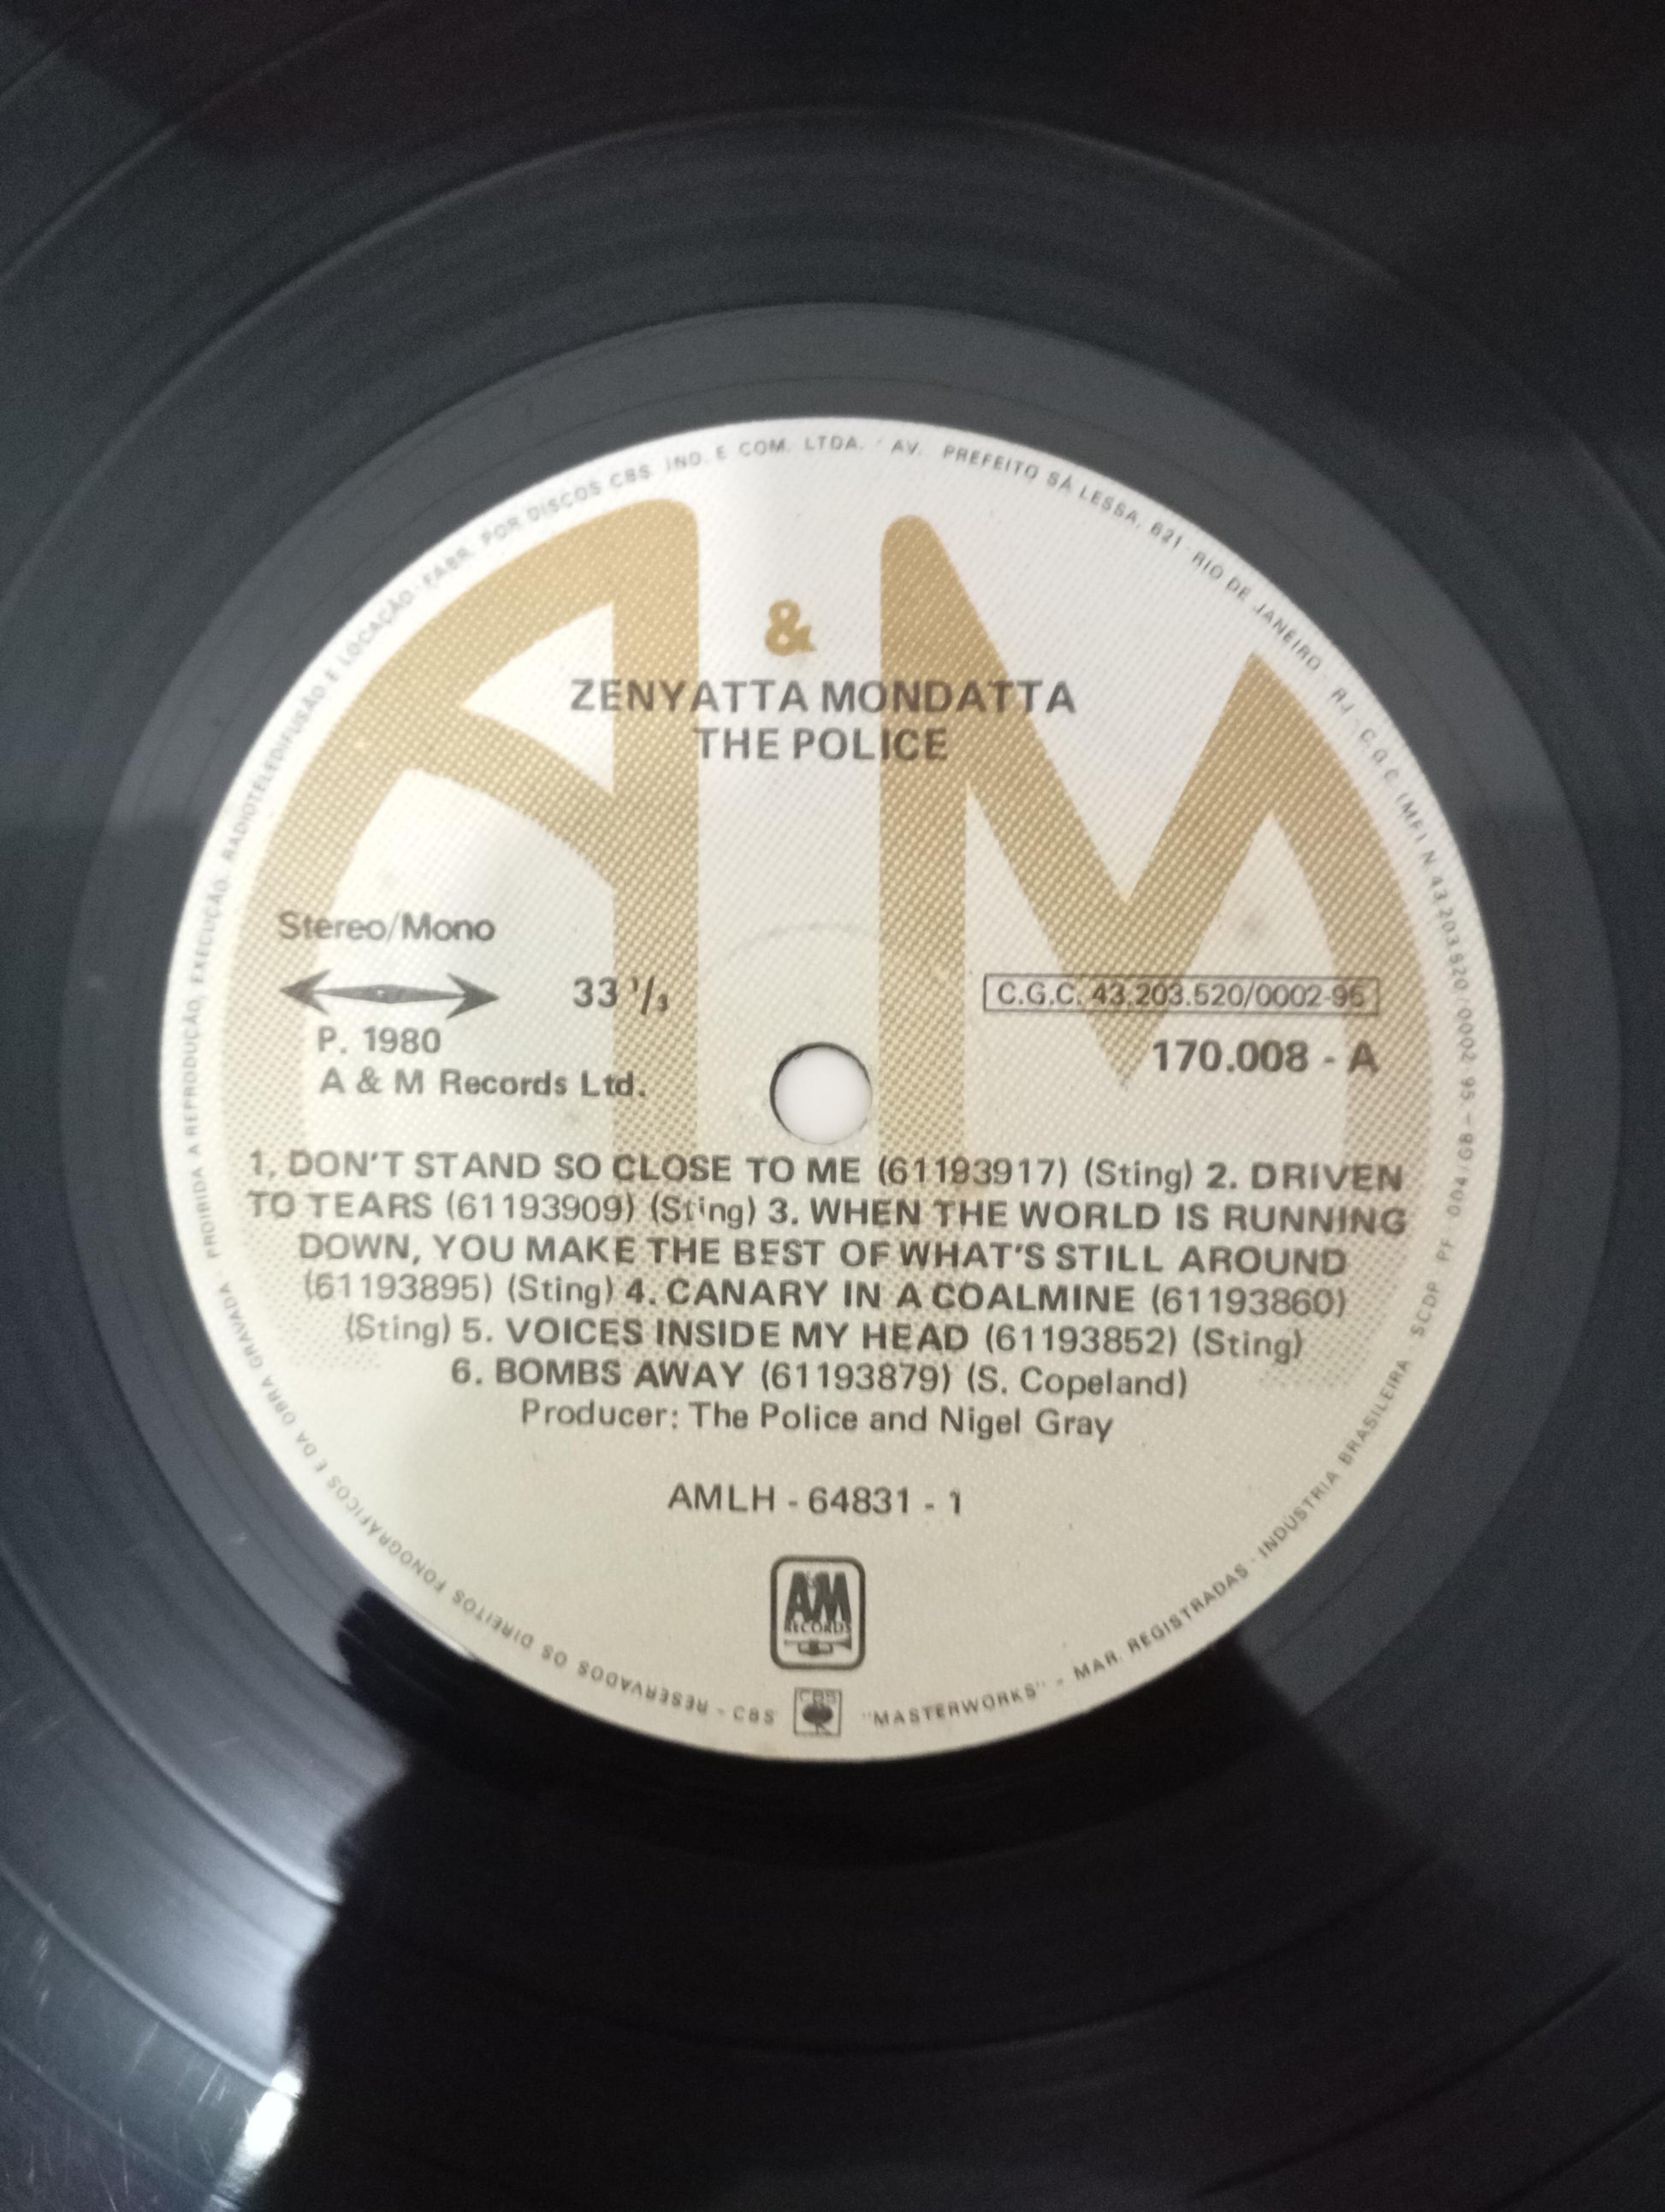 FABR. POR DISCOS CBS IND. E COM. LTDA. - AV. PREFEITO SÁ LESSA, 621 - RIO DE JANEIRO - RJ - C.G.C. (MF) N. 43 203 520/0002 95 - PF 004/69 - SCDP
&
ZENYATTA MONDATTA
THE POLICE
Stereo/Mono
33 1/3
C.G.C. 43.203.520/0002-95
P. 1980
170.008 - A
A & M Records Ltd.
1. DON'T STAND SO CLOSE TO ME (61193917) (Sting) 2. DRIVEN
TO TEARS (61193909) (Sting) 3. WHEN THE WORLD IS RUNNING
DOWN, YOU MAKE THE BEST OF WHAT'S STILL AROUND
(61193895) (Sting) 4. CANARY IN A COALMINE (61193860)
(Sting) 5. VOICES INSIDE MY HEAD (61193852) (Sting)
6. BOMBS AWAY (61193879) (S. Copeland)
Producer: The Police and Nigel Gray
AMLH - 64831 - 1
A&M
RECORDS
CBS
"MASTERWORKS" - MAR. REGISTRADAS - INDÚSTRIA BRASILEIRA
CBS - RESERVADOS OS DIREITOS FONOGRÁFICOS E DA OBRA GRAVADA. PROIBIDA A REPRODUÇÃO, EXECUÇÃO, RADIOTELEDIFUSÃO E LOCAÇÃO
A M